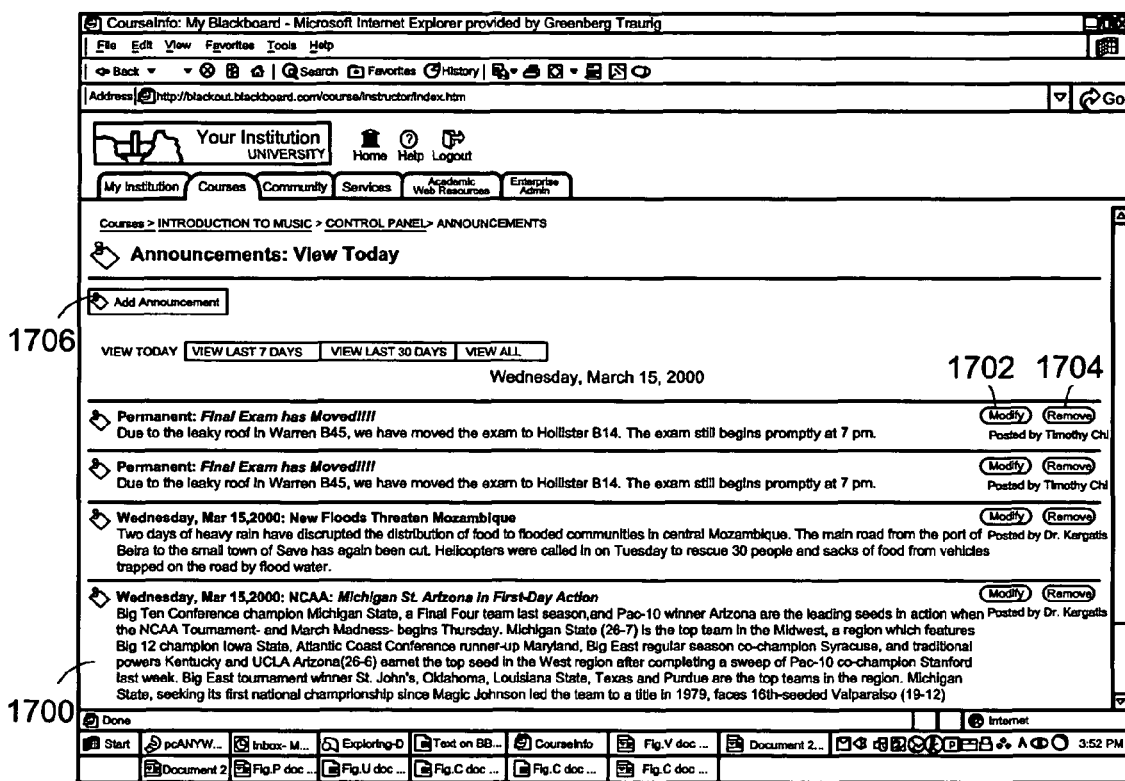 CourseInfo: My Blackboard - Microsoft Internet Explorer provided by Greenberg Traurig
File Edit View Favorites Tools Help
Back Search Favorites History
Address http://blackout.blackboard.com/course/instructor/index.htm Go
Your Institution
UNIVERSITY
Home Help Logout
My Institution Courses Community Services Academic Web Resources Enterprise Admin
Courses > INTRODUCTION TO MUSIC > CONTROL PANEL> ANNOUNCEMENTS
Announcements: View Today
Add Announcement
1706
VIEW TODAY VIEW LAST 7 DAYS VIEW LAST 30 DAYS VIEW ALL
1702 1704
Wednesday, March 15, 2000
Permanent: Final Exam has Moved!!!! Modify Remove
Due to the leaky roof in Warren B45, we have moved the exam to Hollister B14. The exam still begins promptly at 7 pm. Posted by Timothy Chi
Permanent: Final Exam has Moved!!!! Modify Remove
Due to the leaky roof in Warren B45, we have moved the exam to Hollister B14. The exam still begins promptly at 7 pm. Posted by Timothy Chi
Wednesday, Mar 15,2000: New Floods Threaten Mozambique Modify Remove
Two days of heavy rain have discrupted the distribution of food to flooded communities in central Mozambique. The main road from the port of Posted by Dr. Kargatis
Beira to the small town of Save has again been cut. Helicopters were called in on Tuesday to rescue 30 people and sacks of food from vehicles
trapped on the road by flood water.
Wednesday, Mar 15,2000: NCAA: Michigan St. Artzona in First-Day Action Modify Remove
Big Ten Conference champion Michigan State, a Final Four team last season,and Pac-10 winner Arizona are the leading seeds in action when Posted by Dr. Kargatis
the NCAA Tournament- and March Madness- begins Thursday. Michigan State (26-7) is the top team in the Midwest, a region which features
Big 12 champion Iowa State, Atlantic Coast Conference runner-up Maryland, Big East regular season co-champion Syracuse, and traditional
powers Kentucky and UCLA Arizona(26-6) earnet the top seed in the West region after completing a sweep of Pac-10 co-champion Stanford
last week. Big East tournament winner St. John's, Oklahoma, Louisiana State, Texas and Purdue are the top teams in the region. Michigan
State, seeking its first national champrionship since Magic Johnson led the team to a title in 1979, faces 16th-seeded Valparaiso (19-12)
1700
Done Internet
Start pcANYW... Inbox- M... Exploring-D Text on BB... CourseInfo Fig.V doc ... Document 2... 3:52 PM
Document 2 Fig.P doc ... Fig.U doc ... Fig.C doc ... Fig.C doc ... Fig.C doc ...